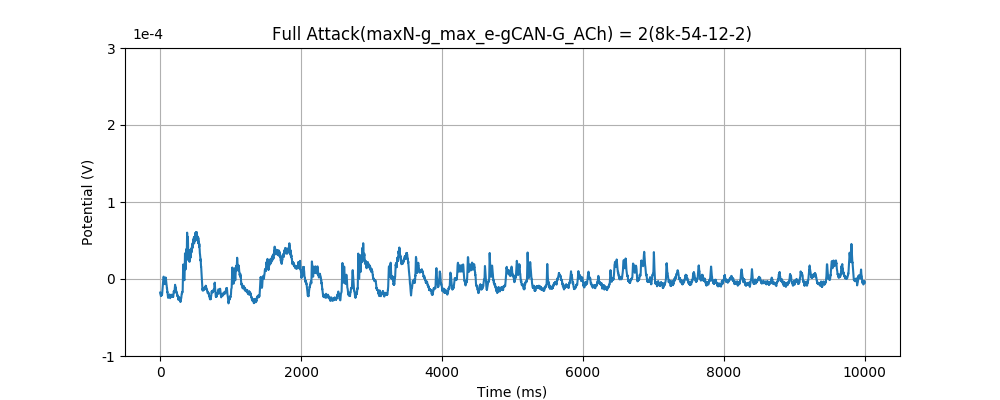 Full Attack(maxN-g_max_e-gCAN-G_ACh) = 2(8k-54-12-2)
1e-4
3
2
1
0
-1
Potential (V)
0 2000 4000 6000 8000 10000
Time (ms)